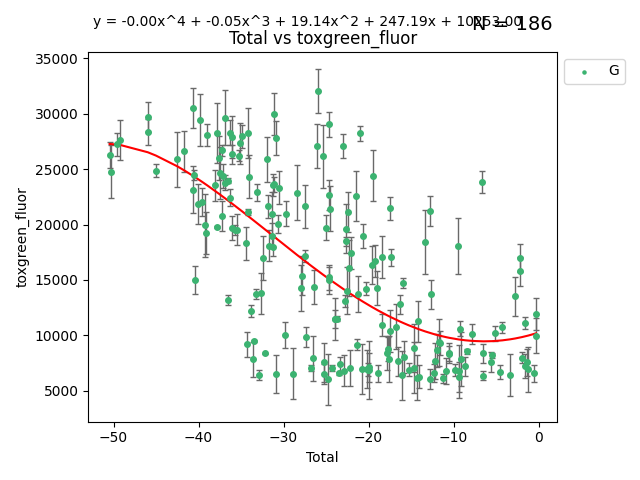 y = -0.00x^4 + -0.05x^3 + 19.14x^2 + 247.19x + 10253.00
N = 186
Total vs toxgreen_fluor
G
35000
30000
25000
20000
15000
10000
5000
toxgreen_fluor
−50 −40 −30 −20 −10 0
Total